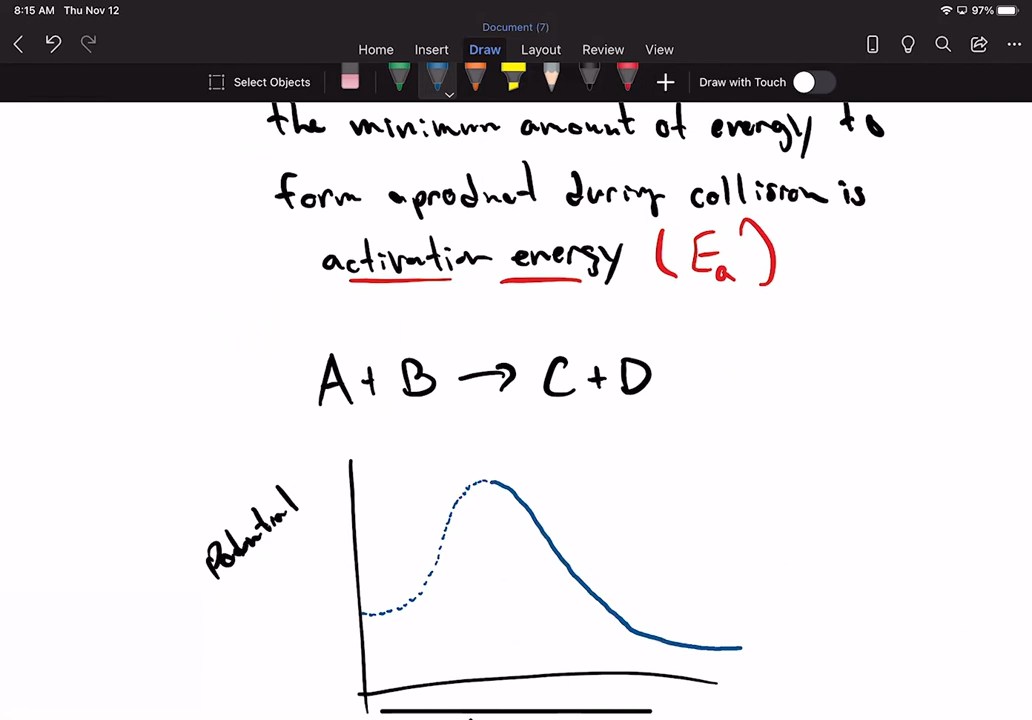 8:15 AM Thu Nov 12
97%
Document (7)
Home Insert Draw Layout Review View
Select Objects
Draw with Touch
the minimum amount of energy to
form a product during collision is
activation energy (Ea)
A + B → C + D
Potential